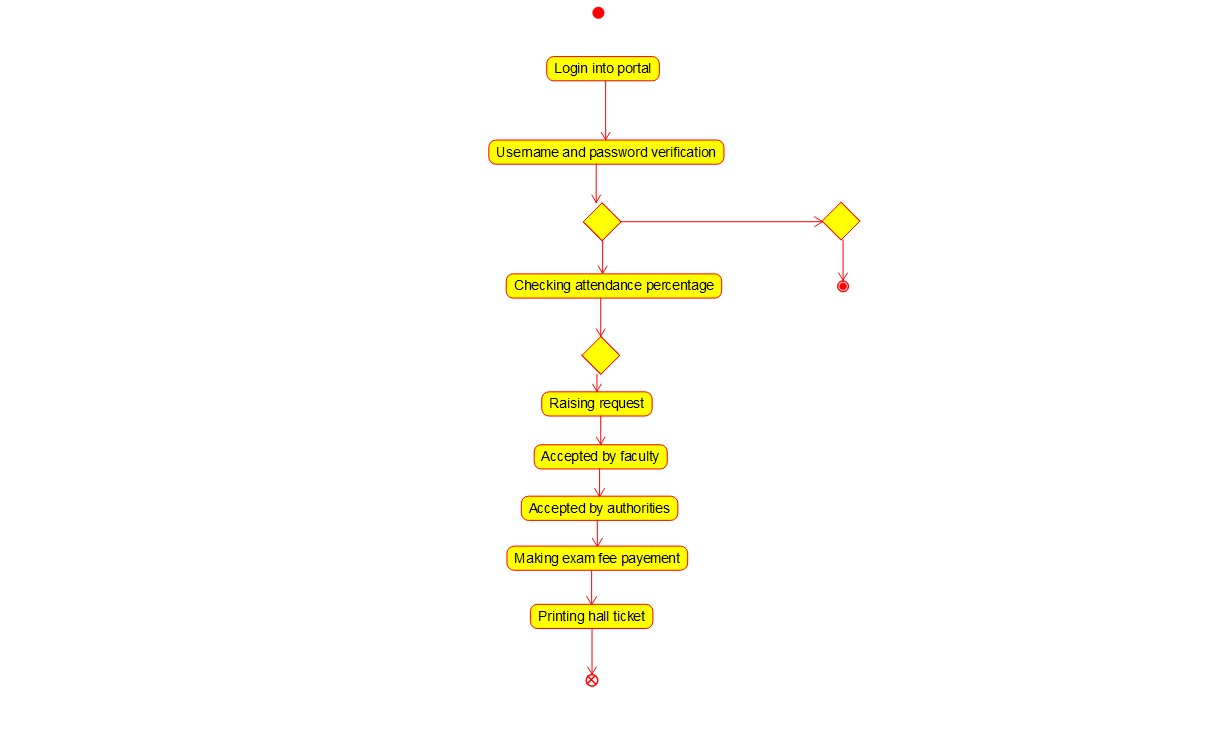 Login into portal
Username and password verification
Checking attendance percentage
Raising request
Accepted by faculty
Accepted by authorities
Making exam fee payement
Printing hall ticket